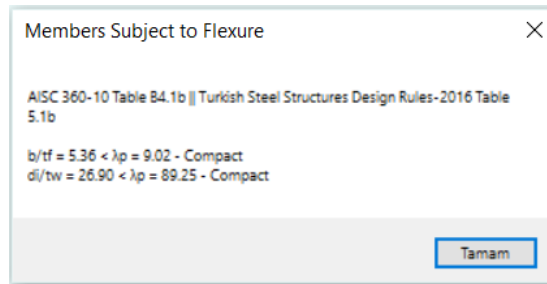 Members Subject to Flexure
AISC 360-10 Table B4.1b || Turkish Steel Structures Design Rules-2016 Table
5.1b
b/tf = 5.36 < λp = 9.02 - Compact
di/tw = 26.90 < λp = 89.25 - Compact
Tamam